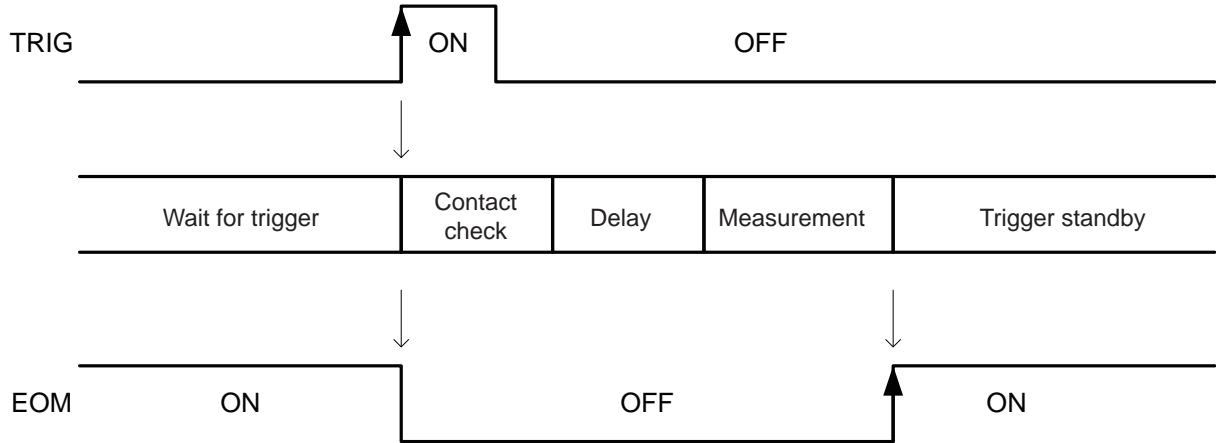 TRIG ON OFF
Wait for trigger
Contact
check
Delay
Measurement
Trigger standby
EOM ON OFF ON